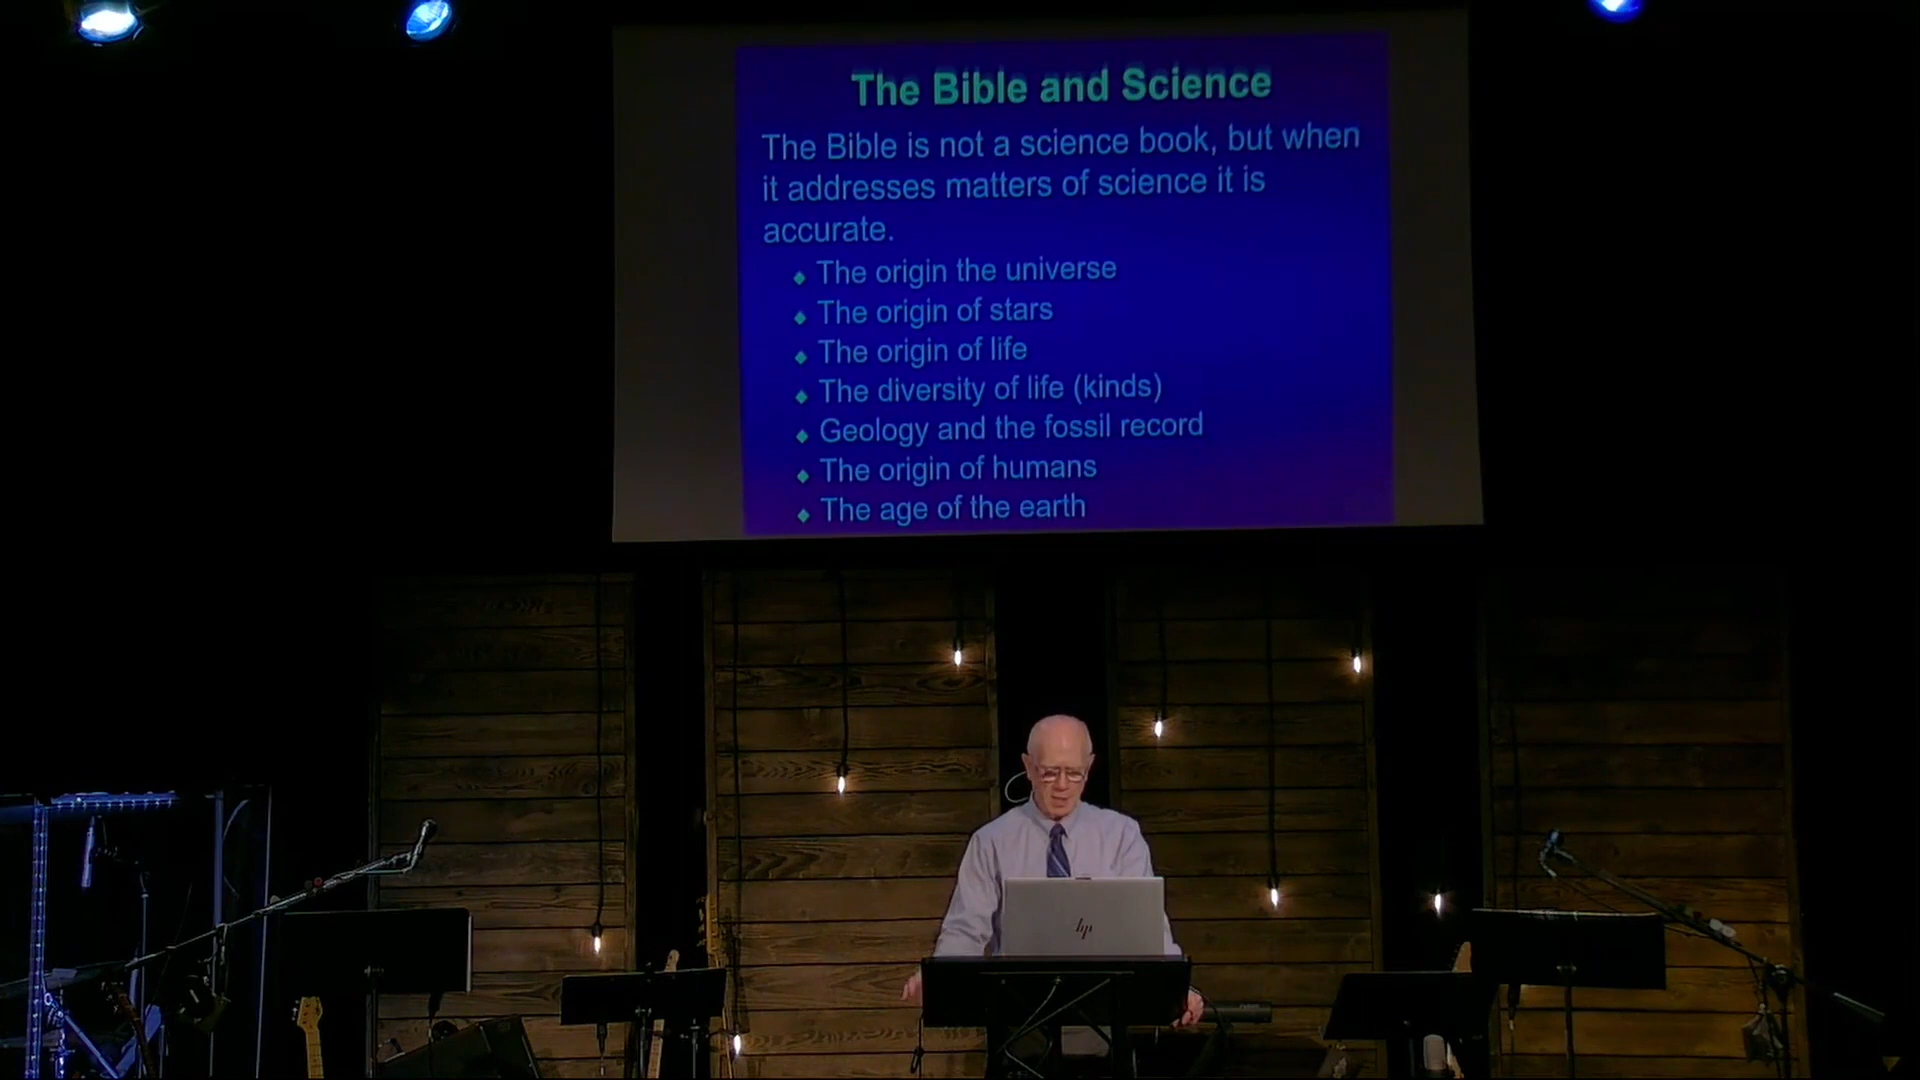 The Bible and Science
The Bible is not a science book, but when
it addresses matters of science it is
accurate.
The origin the universe
The origin of stars
The origin of life
The diversity of life (kinds)
Geology and the fossil record
The origin of humans
The age of the earth
hp